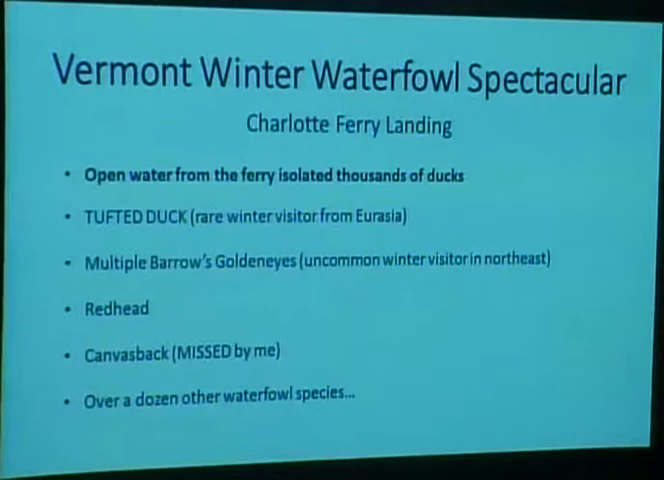 Vermont Winter Waterfowl Spectacular
Charlotte Ferry Landing
• Open water from the ferry isolated thousands of ducks
• TUFTED DUCK (rare winter visitor from Eurasia)
• Multiple Barrow's Goldeneyes (uncommon winter visitor in northeast)
• Redhead
• Canvasback (MISSED by me)
• Over a dozen other waterfowl species...